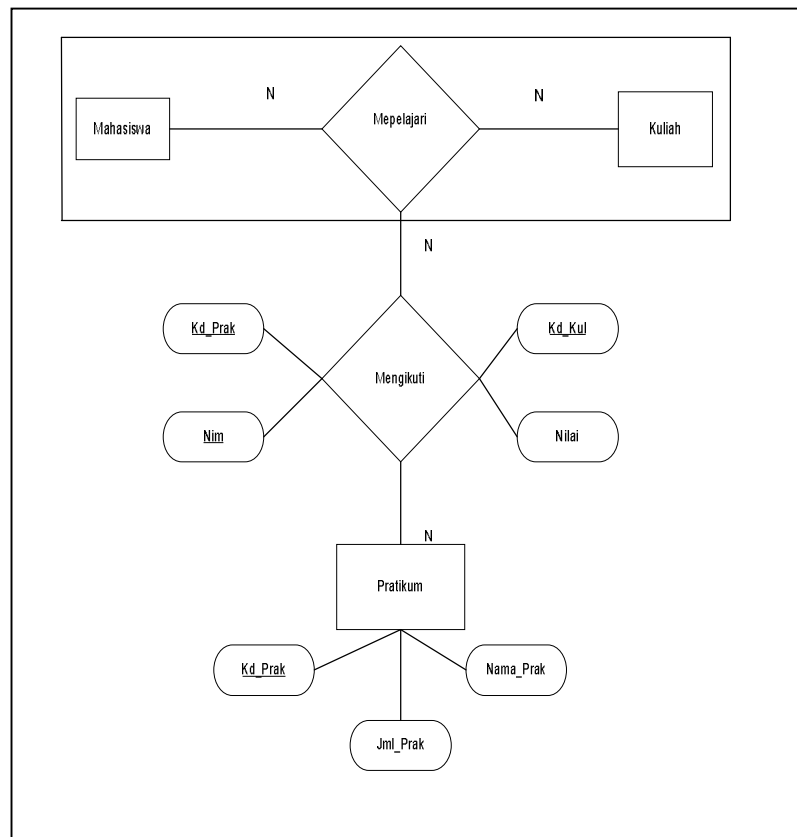 N
N
Mahasiswa
Mepelajari
Kuliah
N
Kd_Prak
Kd_Kul
Mengikuti
Nim
Nilai
N
Pratikum
Kd_Prak
Nama_Prak
Jml_Prak